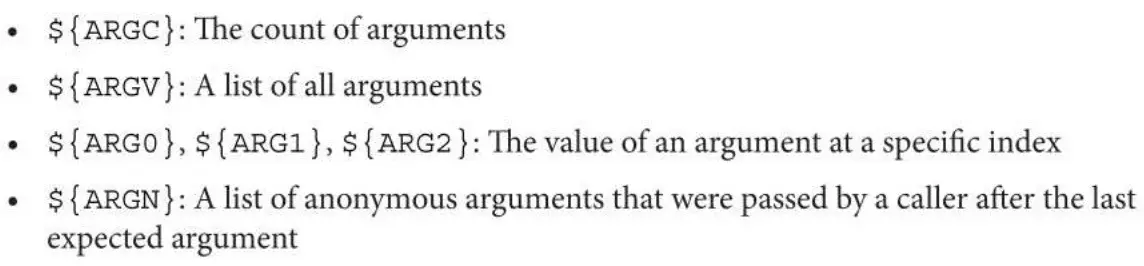 • ${ARGC}: The count of arguments
• ${ARGV}: A list of all arguments
• ${ARG0}, ${ARG1}, ${ARG2}: The value of an argument at a specific index
• ${ARGN}: A list of anonymous arguments that were passed by a caller after the last
expected argument